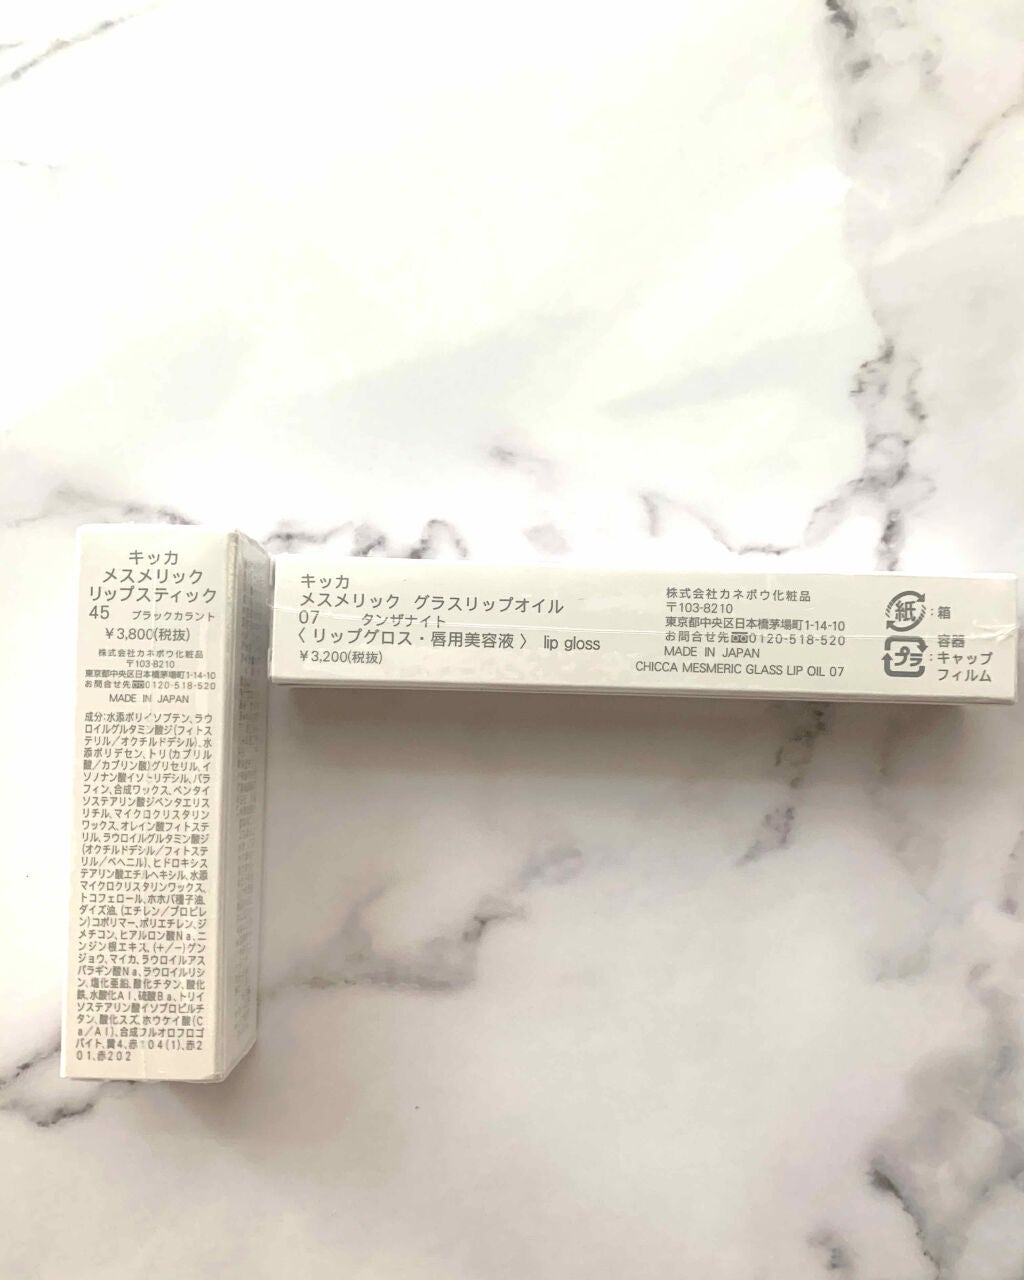 キッカ
メスメリック
リップスティック
45 ブラックカラント
¥3,800(税抜)
株式会社カネボウ化粧品
〒103-8210
東京都中央区日本橋茅場町1-14-10
お問合せ先 0120-518-520
MADE IN JAPAN
成分:水添ポリイソブテン、ラウ
ロイルグルタミン酸ジ(フィトス
テリル/オクチルドデシル)、水
添ポリデセン、トリ(カプリル
酸/カプリン酸)グリセリル、イ
ソノナン酸イソトリデシル、パラ
フィン、合成ワックス、ペンタイ
ソステアリン酸ジペンタエリス
リチル、マイクロクリスタリン
ワックス、オレイン酸フィトステ
リル、ラウロイルグルタミン酸ジ
(オクチルドデシル/フィトステ
リル/ベヘニル)、ヒドロキシス
テアリン酸エチルヘキシル、水添
マイクロクリスタリンワックス、
トコフェロール、ホホバ種子油、
ダイズ油、(エチレン/プロピレ
ン)コポリマー、ポリエチレン、ジ
メチコン、ヒアルロン酸Na、ニ
ンジン根エキス、(+/-)グン
ジョウ、マイカ、ラウロイルアス
パラギン酸Na、ラウロイルリシ
ン、塩化亜鉛、酸化チタン、酸化
鉄、水酸化Al、硫酸Ba、トリイ
ソステアリン酸イソプロピルチ
タン、酸化スズ、ホウケイ酸(C
a/Al)、合成フルオロフロゴ
パイト、黄4、赤104(1)、赤2
01、赤202
キッカ
メスメリック グラスリップオイル
07 タンザナイト
〈 リップグロス・唇用美容液 〉 lip gloss
¥3,200(税抜)
株式会社カネボウ化粧品
〒103-8210
東京都中央区日本橋茅場町1-14-10
お問合せ先 0120-518-520
MADE IN JAPAN
CHICCA MESMERIC GLASS LIP OIL 07
紙:箱
容器
プラ:キャップ
フィルム